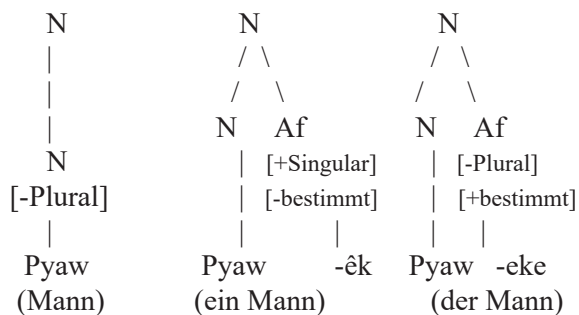 N N N
| / \ / \
| / \ / \
| N Af N Af
N | [+Singular] | [-Plural]
[-Plural] | [-bestimmt] | [+bestimmt]
| | | | |
Pyaw Pyaw -êk Pyaw -eke
(Mann) (ein Mann) (der Mann)